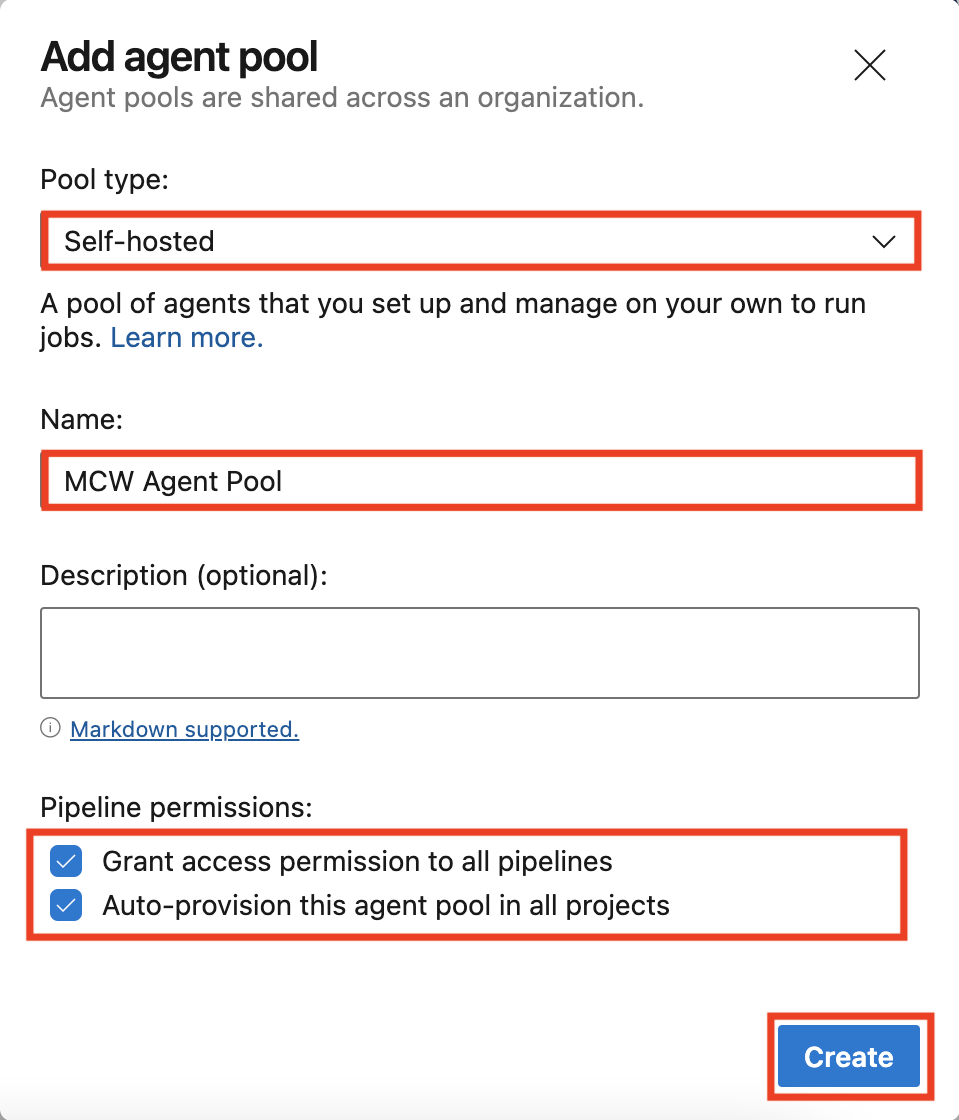 Add agent pool
Agent pools are shared across an organization.
Pool type:
Self-hosted
A pool of agents that you set up and manage on your own to run
jobs. Learn more.
Name:
MCW Agent Pool
Description (optional):
Markdown supported.
Pipeline permissions:
Grant access permission to all pipelines
Auto-provision this agent pool in all projects
Create